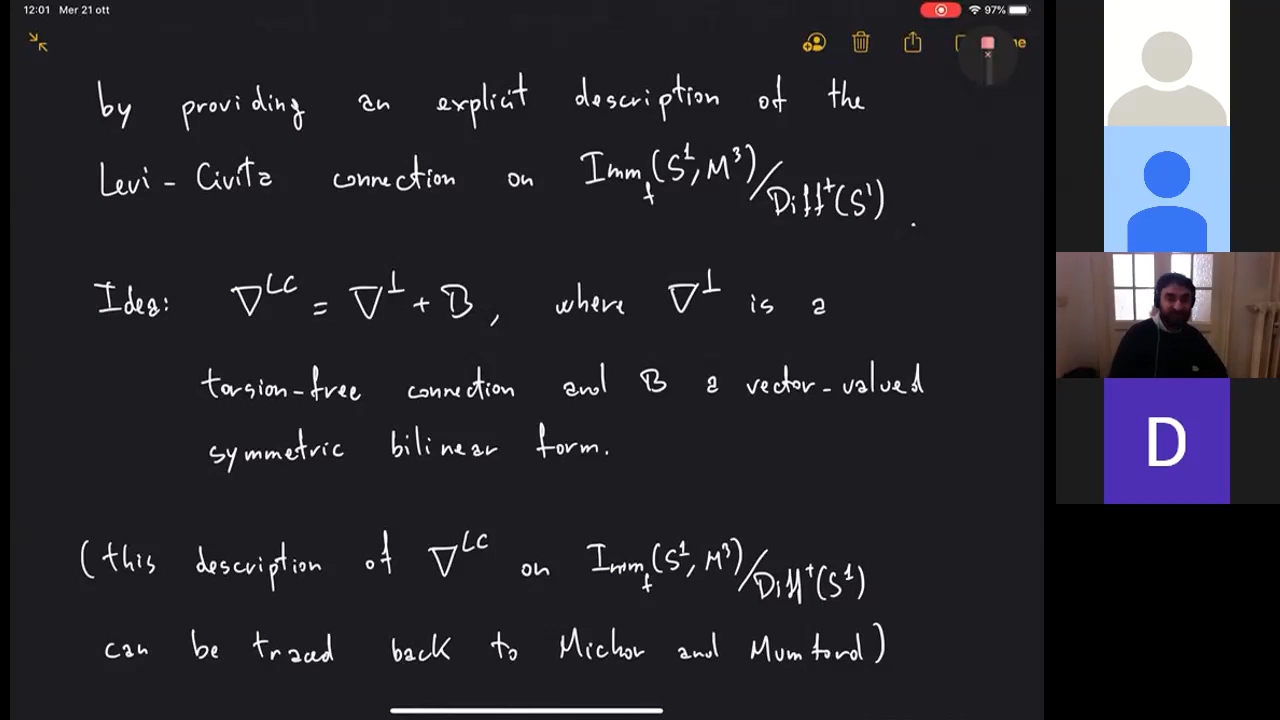 12:01 Mer 21 ott
97%
by providing an explicit description of the
Levi-Civita connection on Imm_f(S^1, M^3)/Diff^+(S^1).
Idea: ∇^LC = ∇^⊥ + B, where ∇^⊥ is a
torsion-free connection and B a vector-valued
symmetric bilinear form.
(this description of ∇^LC on Imm_f(S^1, M^3)/Diff^+(S^1)
can be traced back to Michor and Mumford)
D